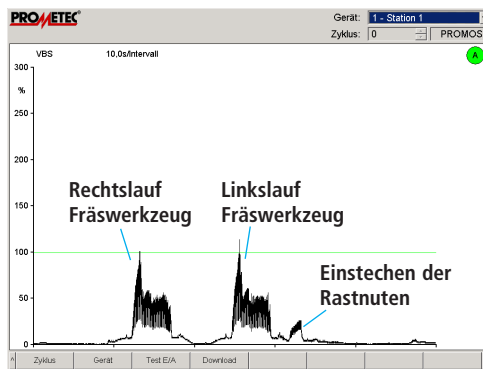 PROMETEC
Gerät: 1 - Station 1
Zyklus: 0 PROMOS
VBS 10,0s/Intervall A
300
%
250
200
Rechtslauf Linkslauf
Fräswerkzeug Fräswerkzeug
150
100
Einstechen der
Rastnuten
50
0
^ Zyklus Gerät Test E/A Download